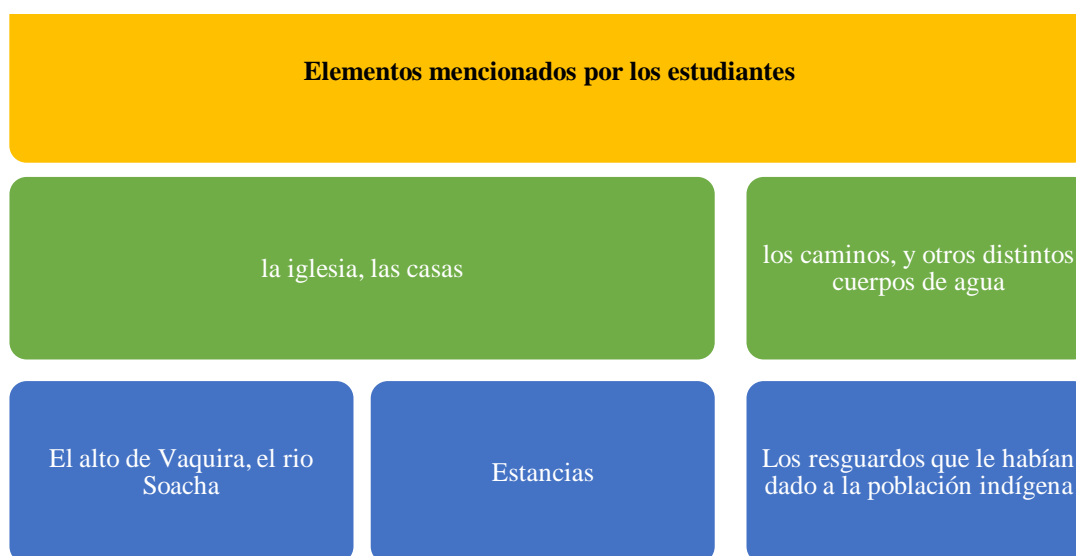 Elementos mencionados por los estudiantes
la iglesia, las casas
los caminos, y otros distintos
cuerpos de agua
El alto de Vaquira, el rio
Soacha
Estancias
Los resguardos que le habían
dado a la población indígena